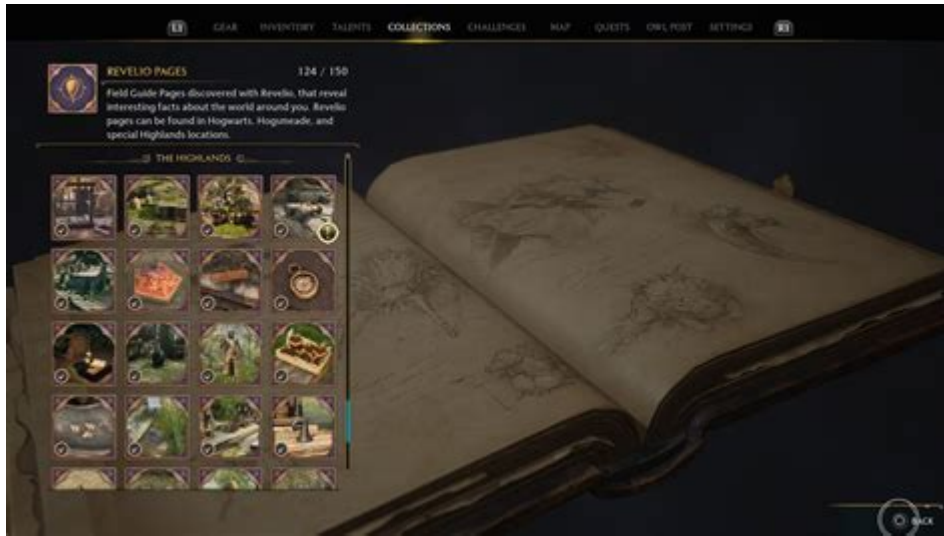 L1 GEAR INVENTORY TALENTS COLLECTIONS CHALLENGES MAP QUESTS OWL POST SETTINGS R1
REVELIO PAGES 124 / 150
Field Guide Pages discovered with Revelio, that reveal
interesting facts about the world around you. Revelio
pages can be found in Hogwarts, Hogsmeade, and
special Highlands locations.
THE HIGHLANDS
BACK